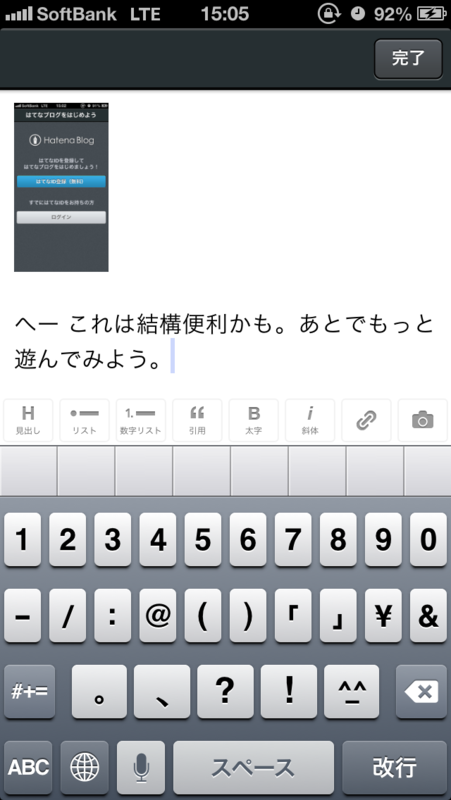 SoftBank LTE 15:05 92%
完了
SoftBank LTE 15:02 91%
はてなブログをはじめよう
Hatena Blog
はてなIDを登録して
はてなブログをはじめましょう！
はてなID登録（無料）
すでにはてなIDをお持ちの方
ログイン
へー これは結構便利かも。あとでもっと
遊んでみよう。
H 1. “ B i
見出し リスト 数字リスト 引用 太字 斜体
1 2 3 4 5 6 7 8 9 0
- / : @ ( ) 「 」 ¥ &
#+= 。 、 ? ! ^_^
ABC スペース 改行